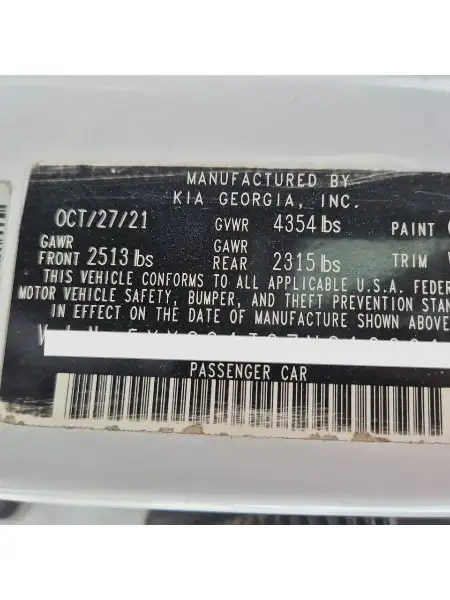 MANUFACTURED BY
KIA GEORGIA, INC.
OCT/27/21 GVWR 4354 lbs PAINT
GAWR FRONT 2513 lbs GAWR REAR 2315 lbs TRIM
THIS VEHICLE CONFORMS TO ALL APPLICABLE U.S.A. FEDER
MOTOR VEHICLE SAFETY, BUMPER, AND THEFT PREVENTION STAN
EFFECT ON THE DATE OF MANUFACTURE SHOWN ABOVE
PASSENGER CAR